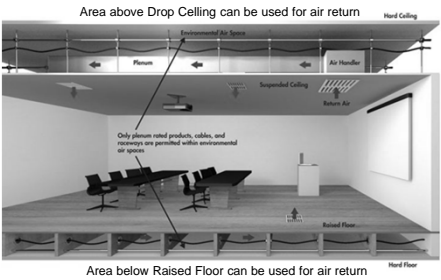 Area above Drop Celling can be used for air return
Hard Ceiling
Environmental Air Space
Plenum
Air Handler
Suspended Ceiling
Return Air
Only plenum rated products, cables, and
raceways are permitted within environmental
air spaces
Raised Floor
Hard Floor
Area below Raised Floor can be used for air return